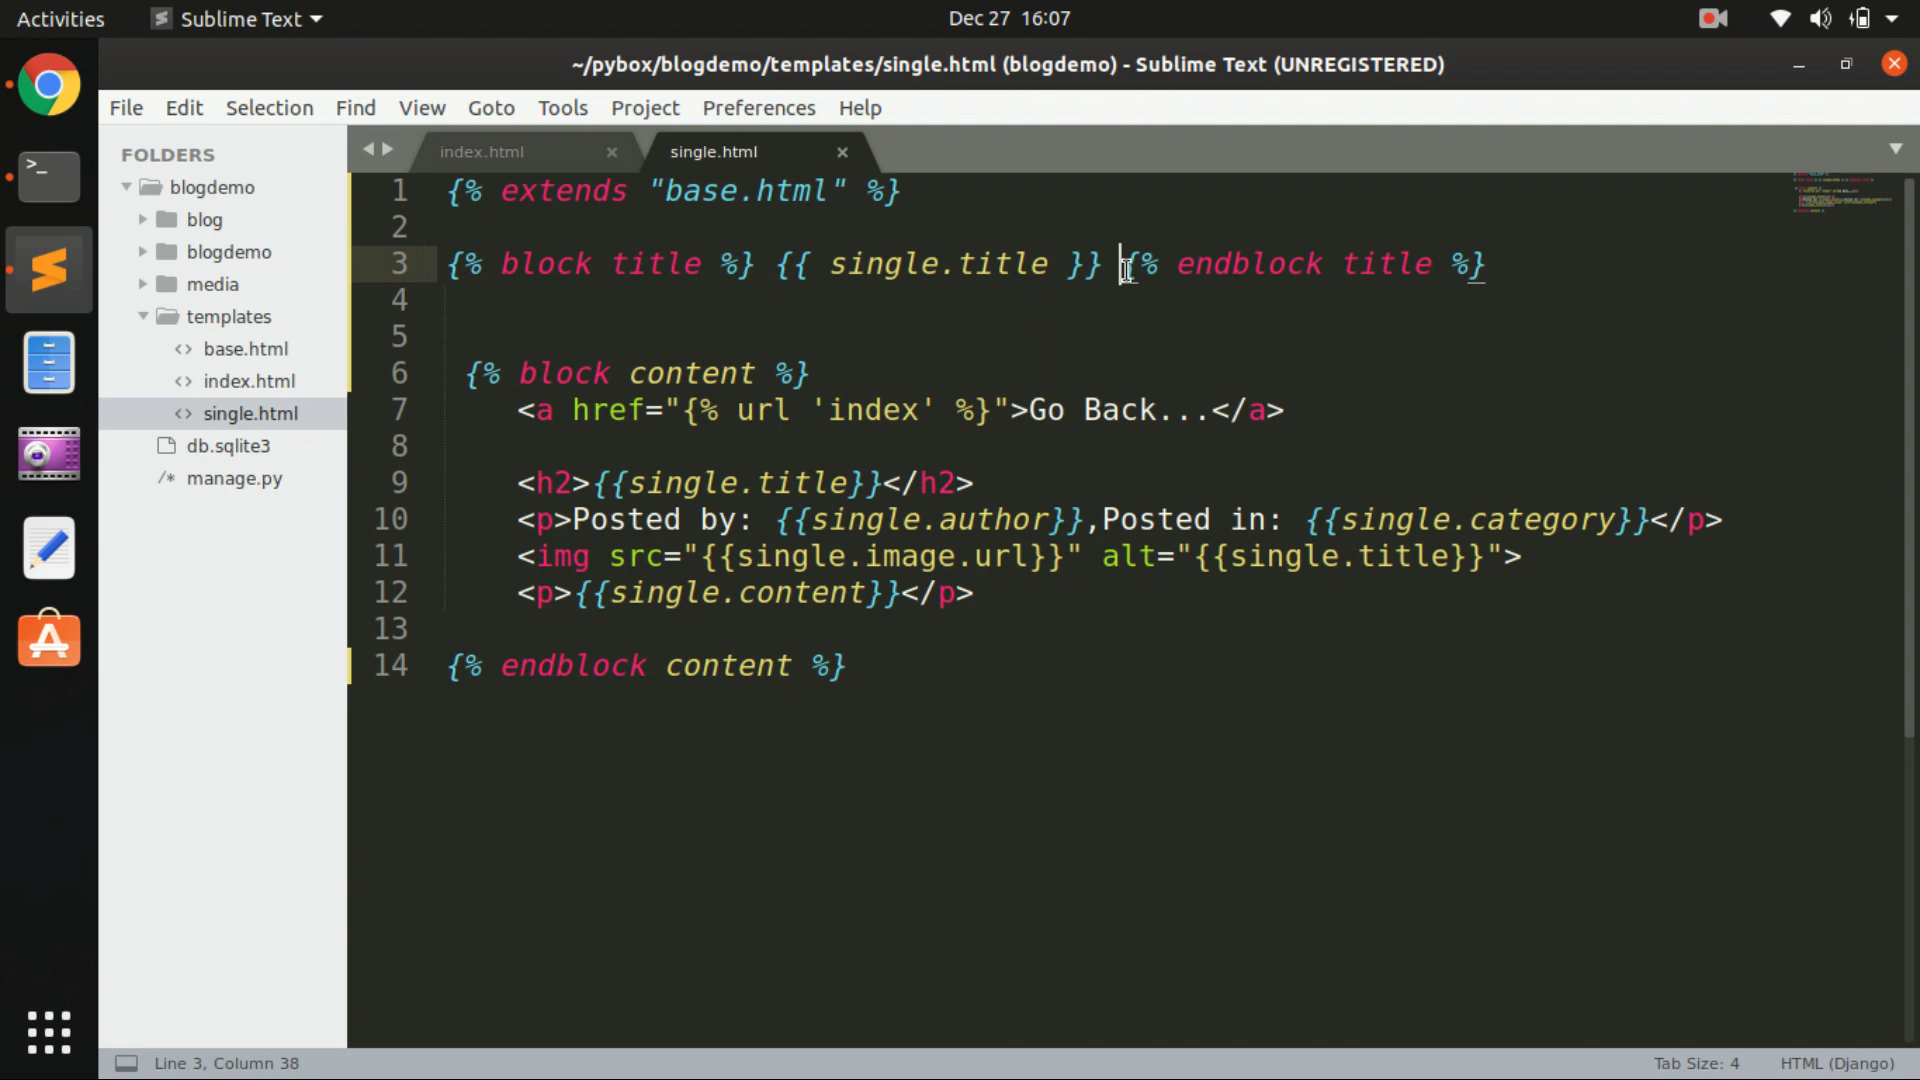 Activities Sublime Text Dec 27 16:07
~/pybox/blogdemo/templates/single.html (blogdemo) - Sublime Text (UNREGISTERED)
File Edit Selection Find View Goto Tools Project Preferences Help
FOLDERS
blogdemo
blog
blogdemo
media
templates
<> base.html
<> index.html
<> single.html
db.sqlite3
/* manage.py
index.html × single.html ×
1 {% extends "base.html" %}
2
3 {% block title %} {{ single.title }} {% endblock title %}
4
5
6 {% block content %}
7 <a href="{% url 'index' %}">Go Back...</a>
8
9 <h2>{{single.title}}</h2>
10 <p>Posted by: {{single.author}},Posted in: {{single.category}}</p>
11 <img src="{{single.image.url}}" alt="{{single.title}}">
12 <p>{{single.content}}</p>
13
14 {% endblock content %}
Line 3, Column 38 Tab Size: 4 HTML (Django)